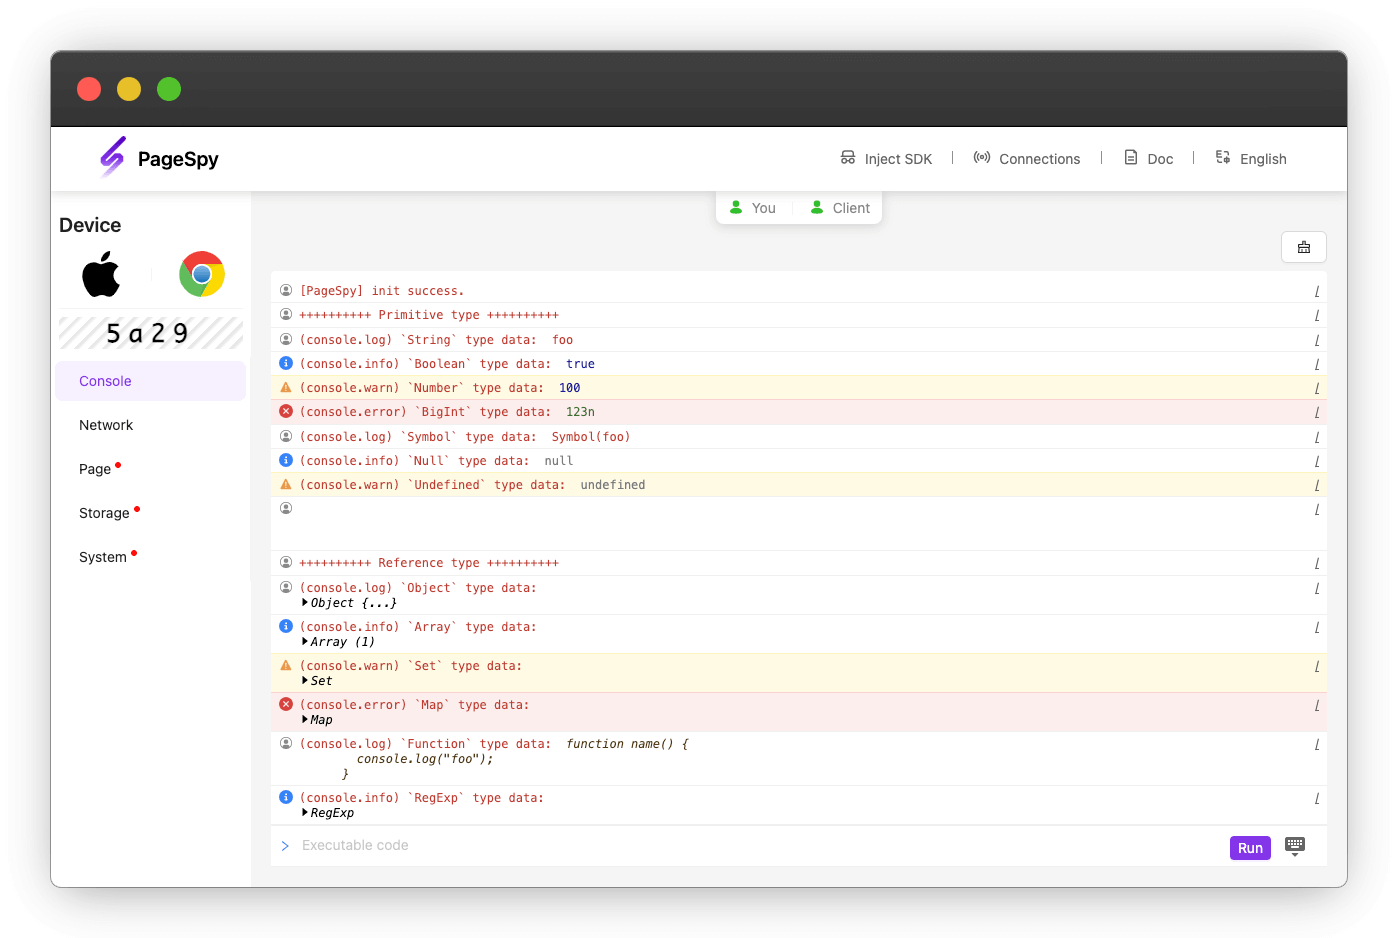 PageSpy
Inject SDK
Connections
Doc
English
You
Client
Device
5a29
Console
Network
Page
Storage
System
[PageSpy] init success.
++++++++++ Primitive type ++++++++++
(console.log) `String` type data: foo
(console.info) `Boolean` type data: true
(console.warn) `Number` type data: 100
(console.error) `BigInt` type data: 123n
(console.log) `Symbol` type data: Symbol(foo)
(console.info) `Null` type data: null
(console.warn) `Undefined` type data: undefined
++++++++++ Reference type ++++++++++
(console.log) `Object` type data:
Object {...}
(console.info) `Array` type data:
Array (1)
(console.warn) `Set` type data:
Set
(console.error) `Map` type data:
Map
(console.log) `Function` type data: function name() {
console.log("foo");
}
(console.info) `RegExp` type data:
RegExp
> Executable code
Run